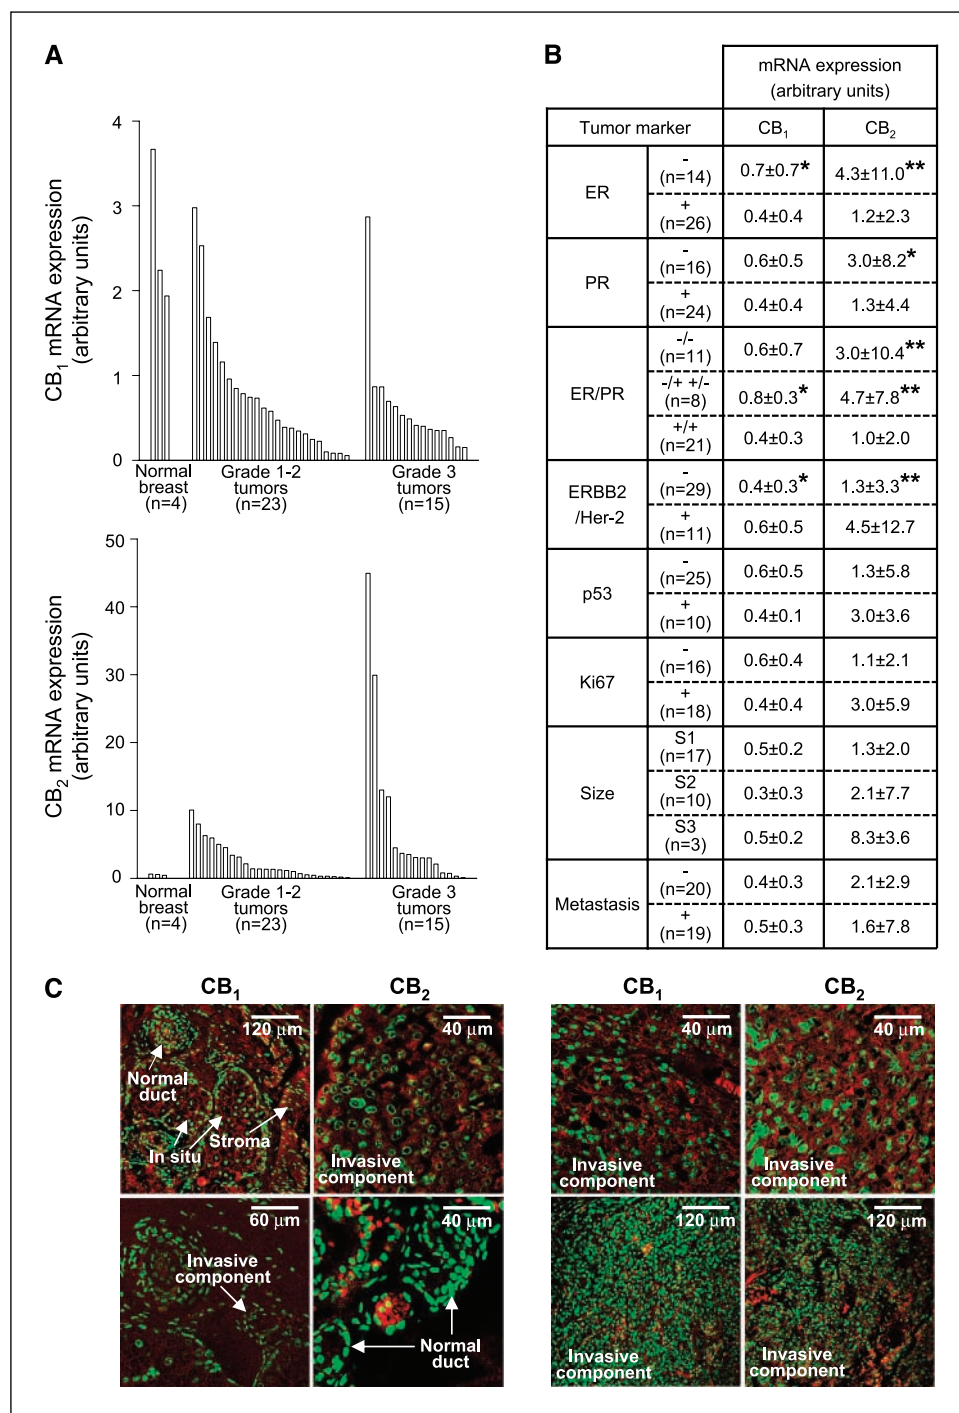 A
CB1 mRNA expression
(arbitrary units)
4
3
2
1
0
Normal
breast
(n=4)
Grade 1-2
tumors
(n=23)
Grade 3
tumors
(n=15)
CB2 mRNA expression
(arbitrary units)
50
40
30
20
10
0
Normal
breast
(n=4)
Grade 1-2
tumors
(n=23)
Grade 3
tumors
(n=15)
B
mRNA expression
(arbitrary units)
Tumor marker CB1 CB2
ER - (n=14) 0.7±0.7* 4.3±11.0**
+ (n=26) 0.4±0.4 1.2±2.3
PR - (n=16) 0.6±0.5 3.0±8.2*
+ (n=24) 0.4±0.4 1.3±4.4
ER/PR -/- (n=11) 0.6±0.7 3.0±10.4**
-/+ +/- (n=8) 0.8±0.3* 4.7±7.8**
+/+ (n=21) 0.4±0.3 1.0±2.0
ERBB2 /Her-2 - (n=29) 0.4±0.3* 1.3±3.3**
+ (n=11) 0.6±0.5 4.5±12.7
p53 - (n=25) 0.6±0.5 1.3±5.8
+ (n=10) 0.4±0.1 3.0±3.6
Ki67 - (n=16) 0.6±0.4 1.1±2.1
+ (n=18) 0.4±0.4 3.0±5.9
Size S1 (n=17) 0.5±0.2 1.3±2.0
S2 (n=10) 0.3±0.3 2.1±7.7
S3 (n=3) 0.5±0.2 8.3±3.6
Metastasis - (n=20) 0.4±0.3 2.1±2.9
+ (n=19) 0.5±0.3 1.6±7.8
C
CB1 CB2 CB1 CB2
120 μm
Normal
duct
In situ
Stroma
40 μm
Invasive
component
40 μm
Invasive
component
40 μm
Invasive
component
60 μm
Invasive
component
40 μm
Normal
duct
120 μm
Invasive
component
120 μm
Invasive
component